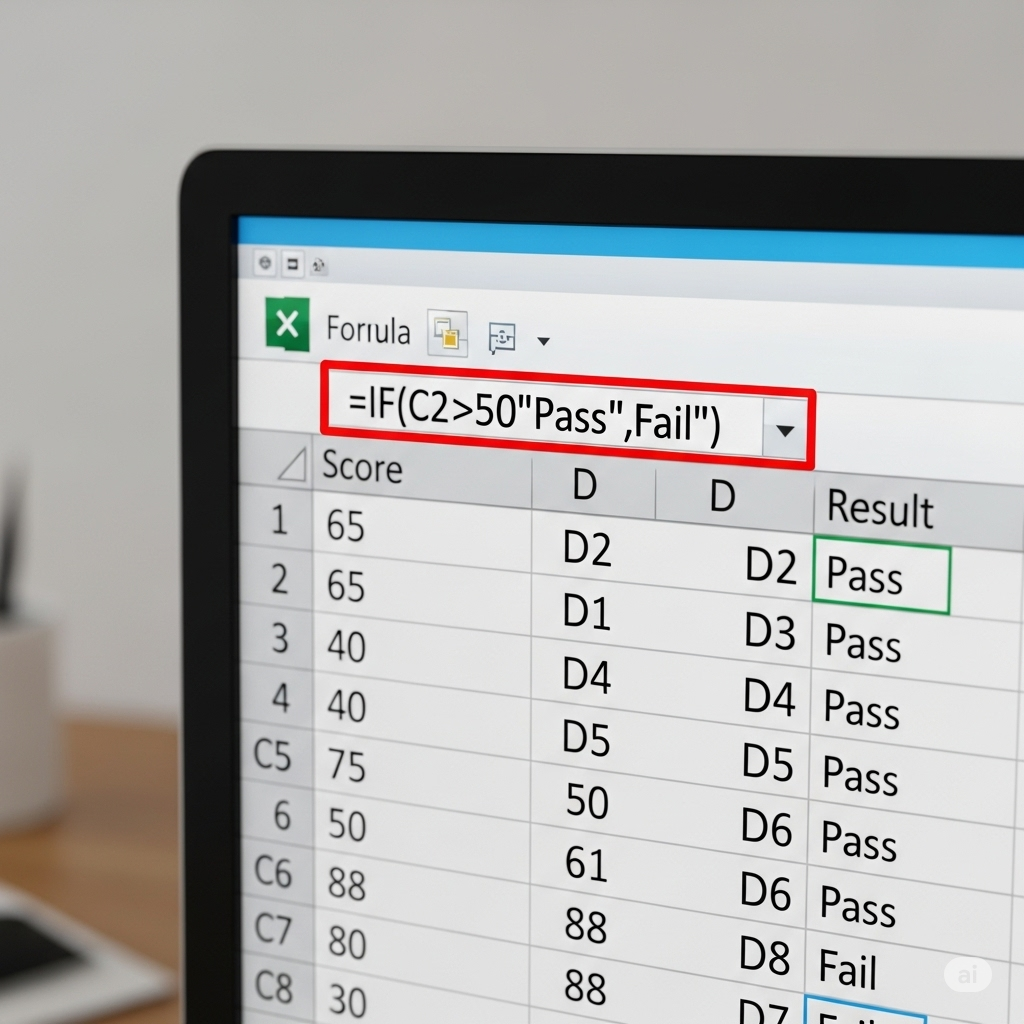 Forrula
=IF(C2>50"Pass",Fail")
Score D D Result
1 65 D2 D2 Pass
2 65 D1 D3 Pass
3 40 D4 D4 Pass
4 40 D5 D5 Pass
C5 75 50 D6 Pass
6 50 61 D6 Pass
C6 88 88 D8 Fail
C7 80 88 D7
C8 30
ai